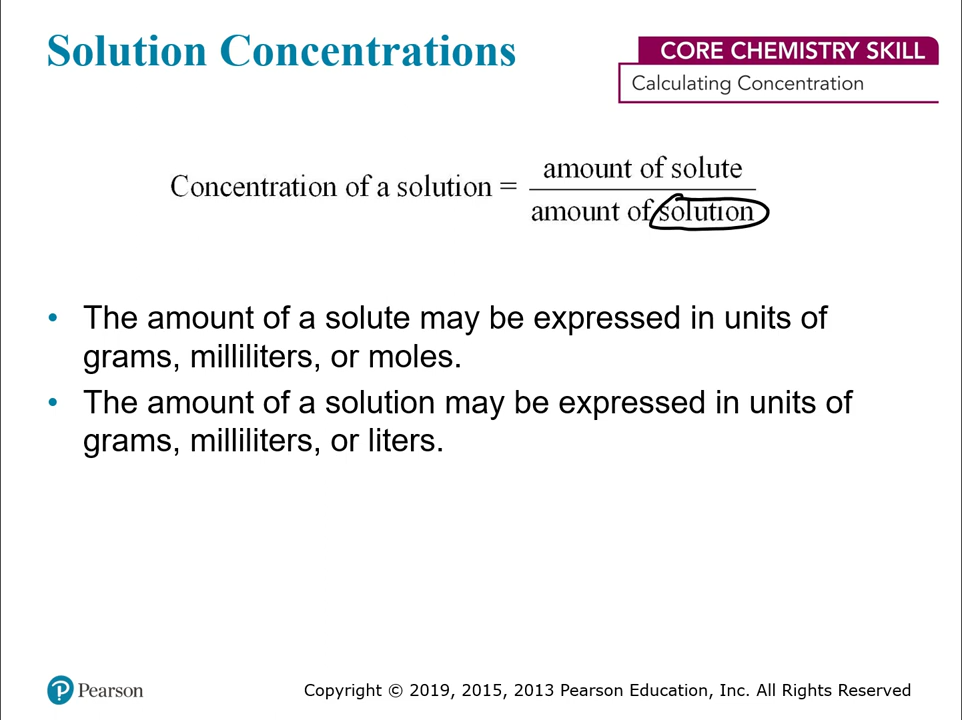 Solution Concentrations
CORE CHEMISTRY SKILL
Calculating Concentration
Concentration of a solution = amount of solute
amount of solution
• The amount of a solute may be expressed in units of
grams, milliliters, or moles.
• The amount of a solution may be expressed in units of
grams, milliliters, or liters.
Pearson
Copyright © 2019, 2015, 2013 Pearson Education, Inc. All Rights Reserved